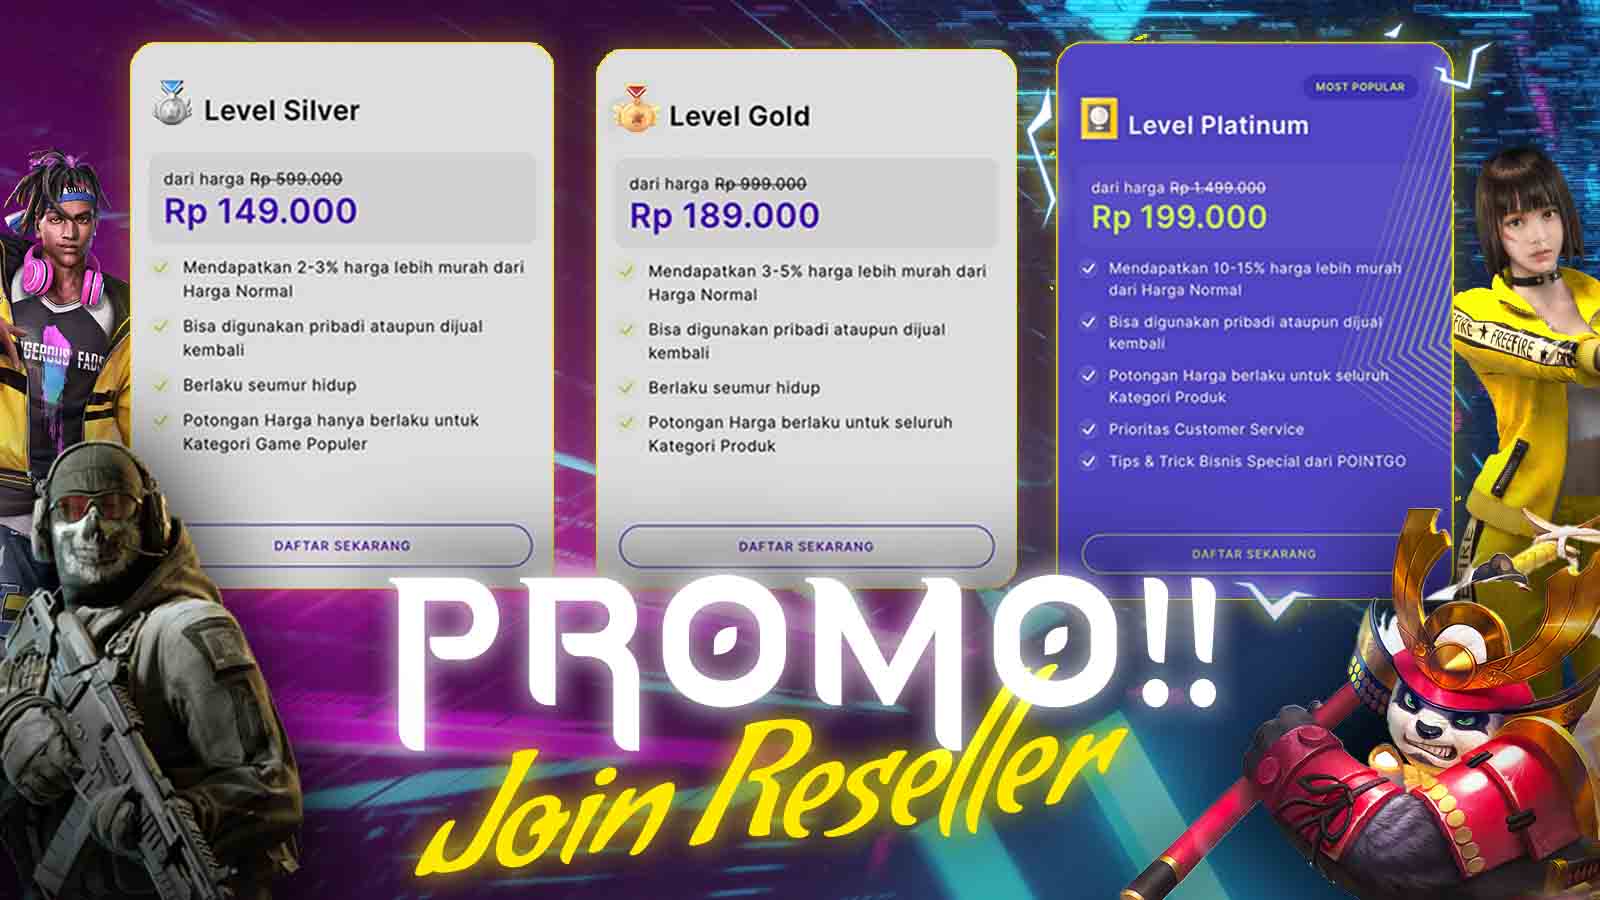 Level Silver
dari harga Rp 599.000
Rp 149.000
Mendapatkan 2-3% harga lebih murah dari
Harga Normal
Bisa digunakan pribadi ataupun dijual
kembali
Berlaku seumur hidup
Potongan Harga hanya berlaku untuk
Kategori Game Populer
DAFTAR SEKARANG
Level Gold
dari harga Rp 999.000
Rp 189.000
Mendapatkan 3-5% harga lebih murah dari
Harga Normal
Bisa digunakan pribadi ataupun dijual
kembali
Berlaku seumur hidup
Potongan Harga berlaku untuk seluruh
Kategori Produk
DAFTAR SEKARANG
MOST POPULAR
Level Platinum
dari harga Rp 1.499.000
Rp 199.000
Mendapatkan 10-15% harga lebih murah
dari Harga Normal
Bisa digunakan pribadi ataupun dijual
kembali
Potongan Harga berlaku untuk seluruh
Kategori Produk
Prioritas Customer Service
Tips & Trick Bisnis Special dari POINTGO
DAFTAR SEKARANG
PROMO!!
Join Reseller
FREEFIRE